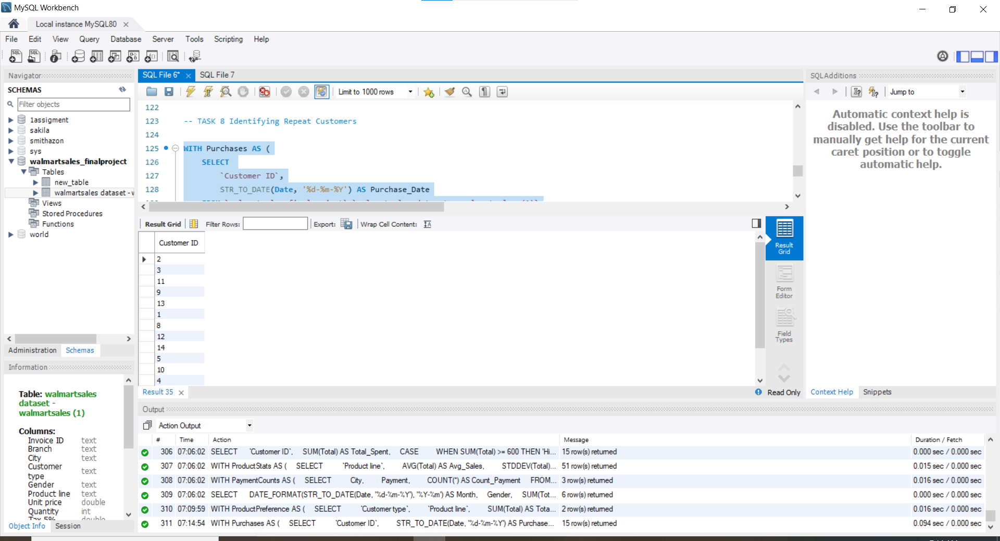 MySQL Workbench
Local instance MySQL80
File Edit View Query Database Server Tools Scripting Help
Navigator
SCHEMAS
Filter objects
1assigment
sakila
smithazon
sys
walmartsales_finalproject
Tables
new_table
walmartsales dataset - w
Views
Stored Procedures
Functions
world
Administration Schemas
Information
Table: walmartsales
dataset -
walmartsales (1)
Columns:
Invoice ID text
Branch text
City text
Customer
type text
Gender text
Product line text
Unit price double
Quantity int
Tax 5% double
Object Info Session
SQL File 6* SQL File 7
Limit to 1000 rows
122
123 -- TASK 8 Identifying Repeat Customers
124
125 WITH Purchases AS (
126 SELECT
127 `Customer ID`,
128 STR_TO_DATE(Date, '%d-%m-%Y') AS Purchase_Date
Result Grid Filter Rows: Export: Wrap Cell Content:
Customer ID
2
3
11
9
13
1
8
12
14
5
10
4
Result Grid
Form Editor
Field Types
Result 35 Read Only
SQLAdditions
Jump to
Automatic context help is
disabled. Use the toolbar to
manually get help for the current
caret position or to toggle
automatic help.
Context Help Snippets
Output
Action Output
# Time Action Message Duration / Fetch
306 07:06:02 SELECT `Customer ID`, SUM(Total) AS Total_Spent, CASE WHEN SUM(Total) >= 600 THEN 'Hi... 15 row(s) returned 0.000 sec / 0.000 sec
307 07:06:02 WITH ProductStats AS ( SELECT `Product line`, AVG(Total) AS Avg_Sales, STDDEV(Total)... 51 row(s) returned 0.015 sec / 0.000 sec
308 07:06:02 WITH PaymentCounts AS ( SELECT City, Payment, COUNT(*) AS Count_Payment FROM... 3 row(s) returned 0.016 sec / 0.000 sec
309 07:06:02 SELECT DATE_FORMAT(STR_TO_DATE(Date, '%d-%m-%Y'), '%Y-%m') AS Month, Gender, SUM(Tot... 6 row(s) returned 0.000 sec / 0.000 sec
310 07:09:59 WITH ProductPreference AS ( SELECT `Customer type`, `Product line`, SUM(Total) AS Tota... 2 row(s) returned 0.016 sec / 0.000 sec
311 07:14:54 WITH Purchases AS ( SELECT `Customer ID`, STR_TO_DATE(Date, '%d-%m-%Y') AS Purchase... 15 row(s) returned 0.094 sec / 0.000 sec